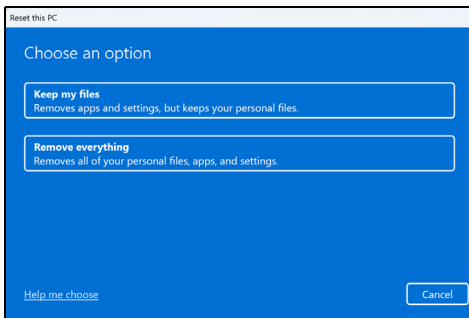 Reset this PC
Choose an option
Keep my files
Removes apps and settings, but keeps your personal files.
Remove everything
Removes all of your personal files, apps, and settings.
Help me choose
Cancel